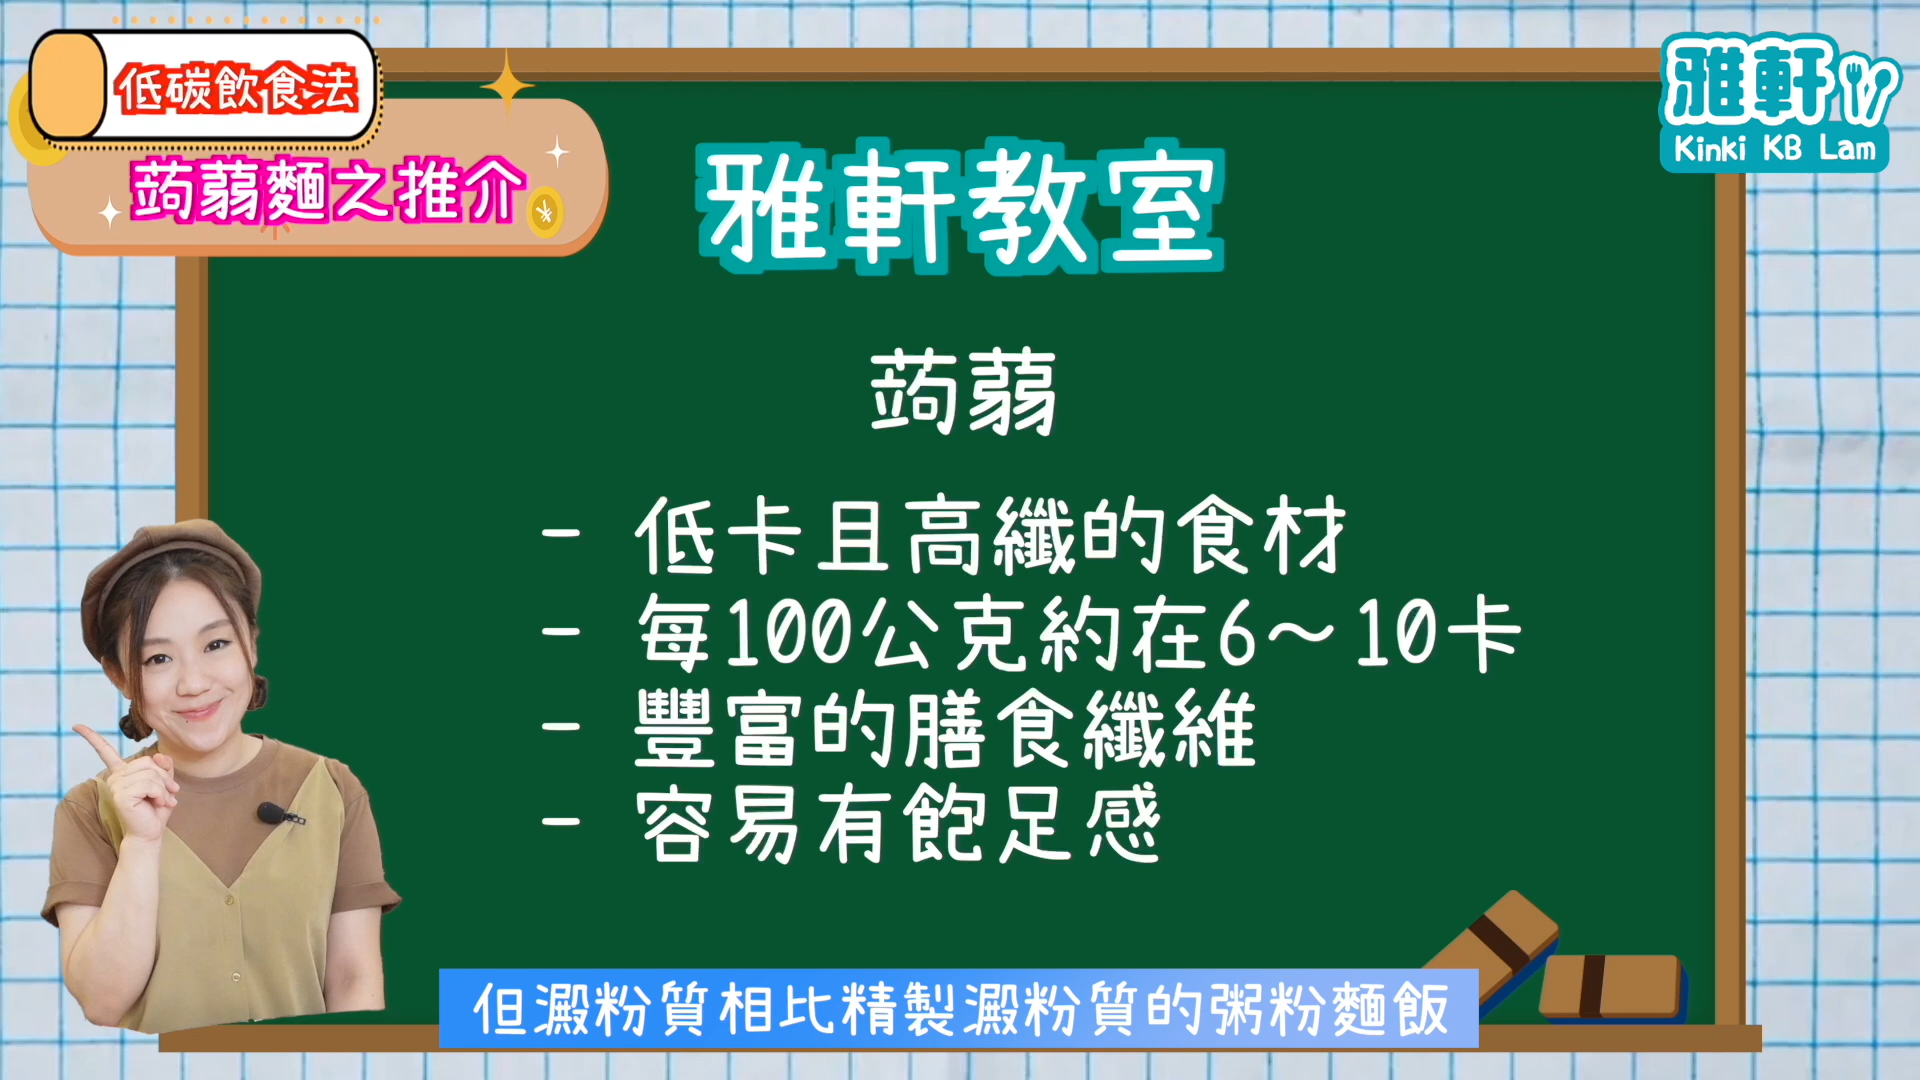 低碳飲食法
蒟蒻麵之推介
雅軒
Kinki KB Lam
雅軒教室
蒟蒻
- 低卡且高纖的食材
- 每100公克約在6～10卡
- 豐富的膳食纖維
- 容易有飽足感
但澱粉質相比精製澱粉質的粥粉麵飯